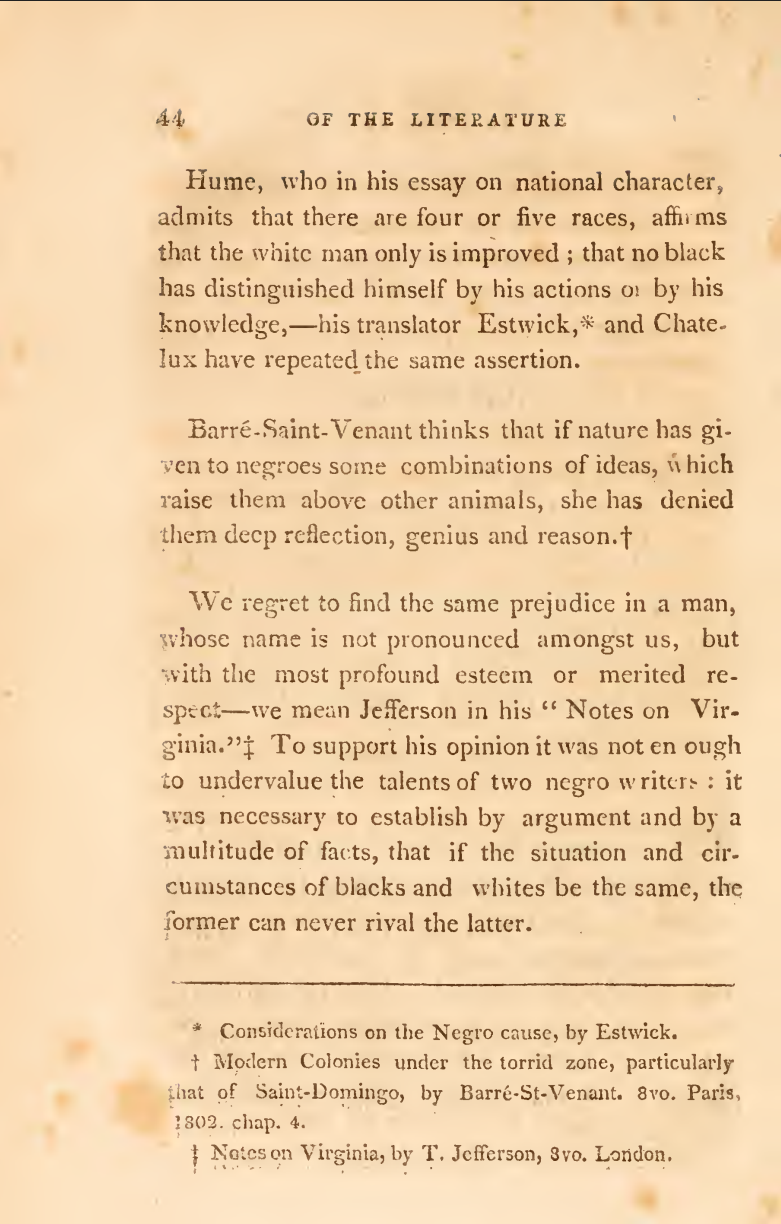 44 OF THE LITERATURE
Hume, who in his essay on national character,
admits that there are four or five races, affirms
that the white man only is improved ; that no black
has distinguished himself by his actions or by his
knowledge,—his translator Estwick,* and Chate-
lux have repeated the same assertion.
Barré-Saint-Venant thinks that if nature has gi-
ven to negroes some combinations of ideas, which
raise them above other animals, she has denied
them deep reflection, genius and reason.†
We regret to find the same prejudice in a man,
whose name is not pronounced amongst us, but
with the most profound esteem or merited re-
spect—we mean Jefferson in his “ Notes on Vir-
ginia.”‡ To support his opinion it was not en ough
to undervalue the talents of two negro writers : it
was necessary to establish by argument and by a
multitude of facts, that if the situation and cir-
cumstances of blacks and whites be the same, the
former can never rival the latter.
* Considerations on the Negro cause, by Estwick.
† Modern Colonies under the torrid zone, particularly
that of Saint-Domingo, by Barré-St-Venant. 8vo. Paris,
1802. chap. 4.
‡ Notes on Virginia, by T. Jefferson, 8vo. London.